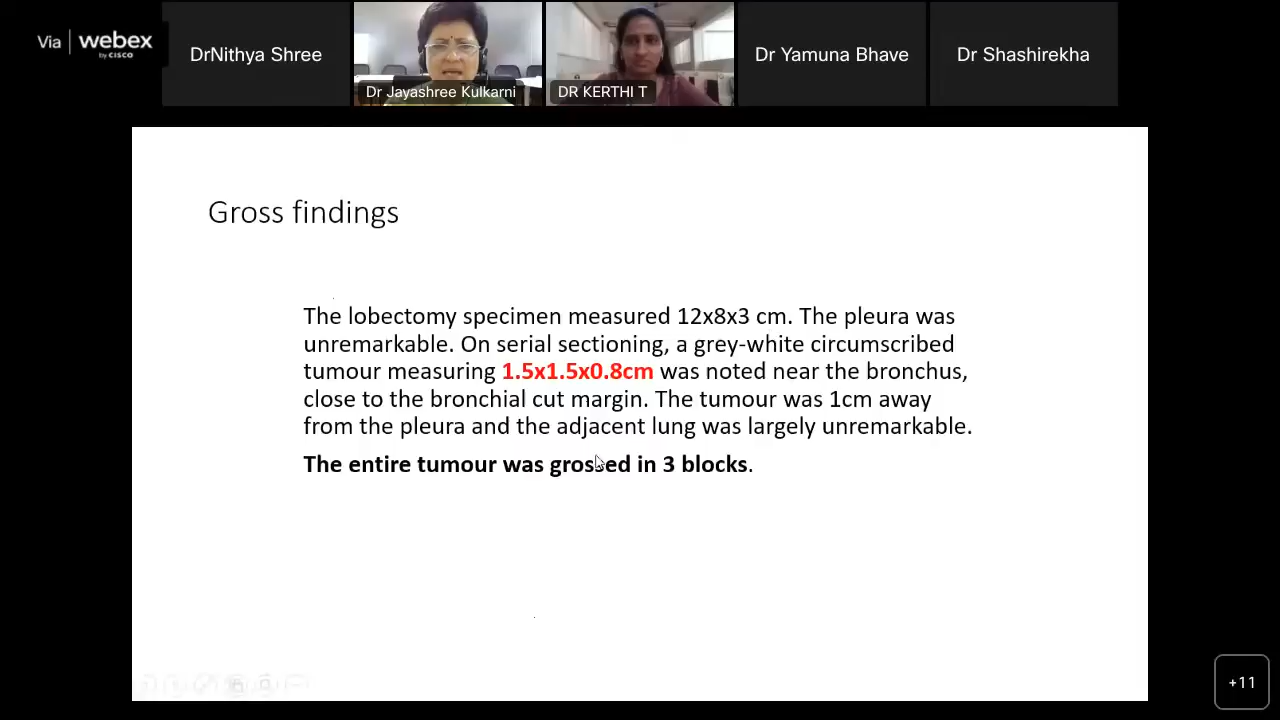 Via webex
by CISCO
DrNithya Shree
Dr Jayashree Kulkarni
DR KERTHI T
Dr Yamuna Bhave
Dr Shashirekha
Gross findings
The lobectomy specimen measured 12x8x3 cm. The pleura was
unremarkable. On serial sectioning, a grey-white circumscribed
tumour measuring 1.5x1.5x0.8cm was noted near the bronchus,
close to the bronchial cut margin. The tumour was 1cm away
from the pleura and the adjacent lung was largely unremarkable.
The entire tumour was grossed in 3 blocks.
+11